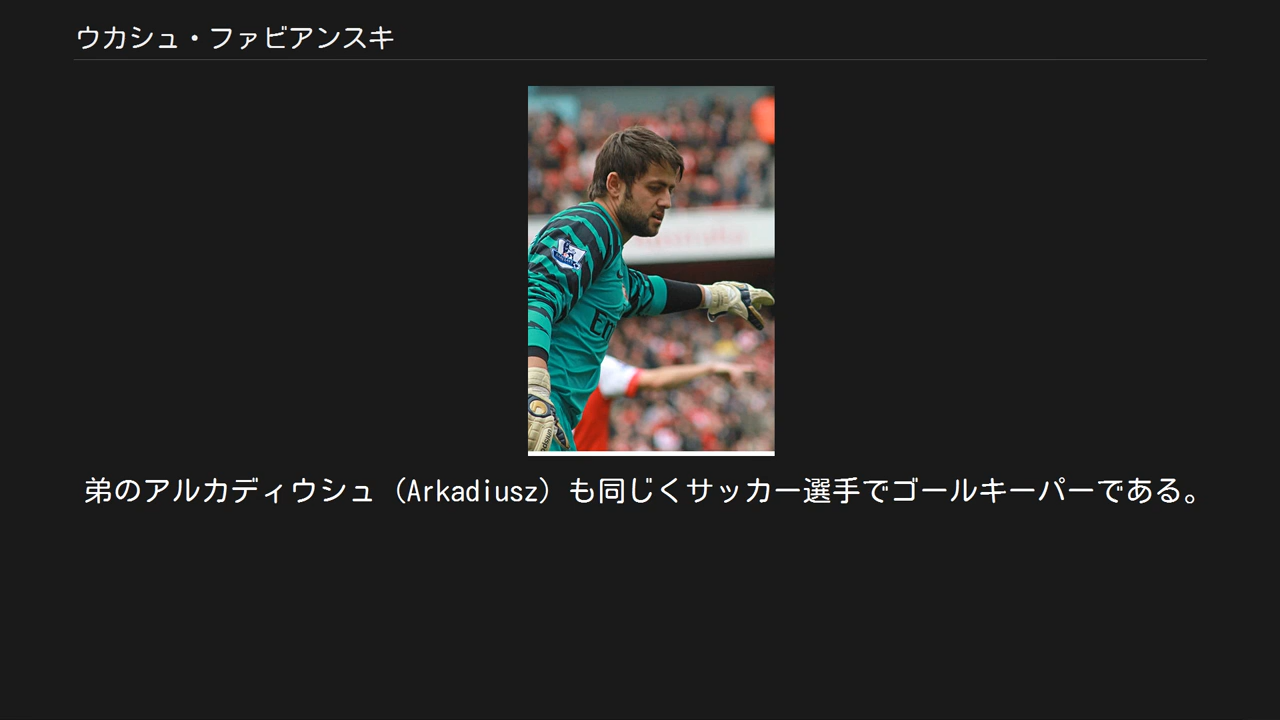 ウカシュ・ファビアンスキ
弟のアルカディウシュ（Arkadiusz）も同じくサッカー選手でゴールキーパーである。